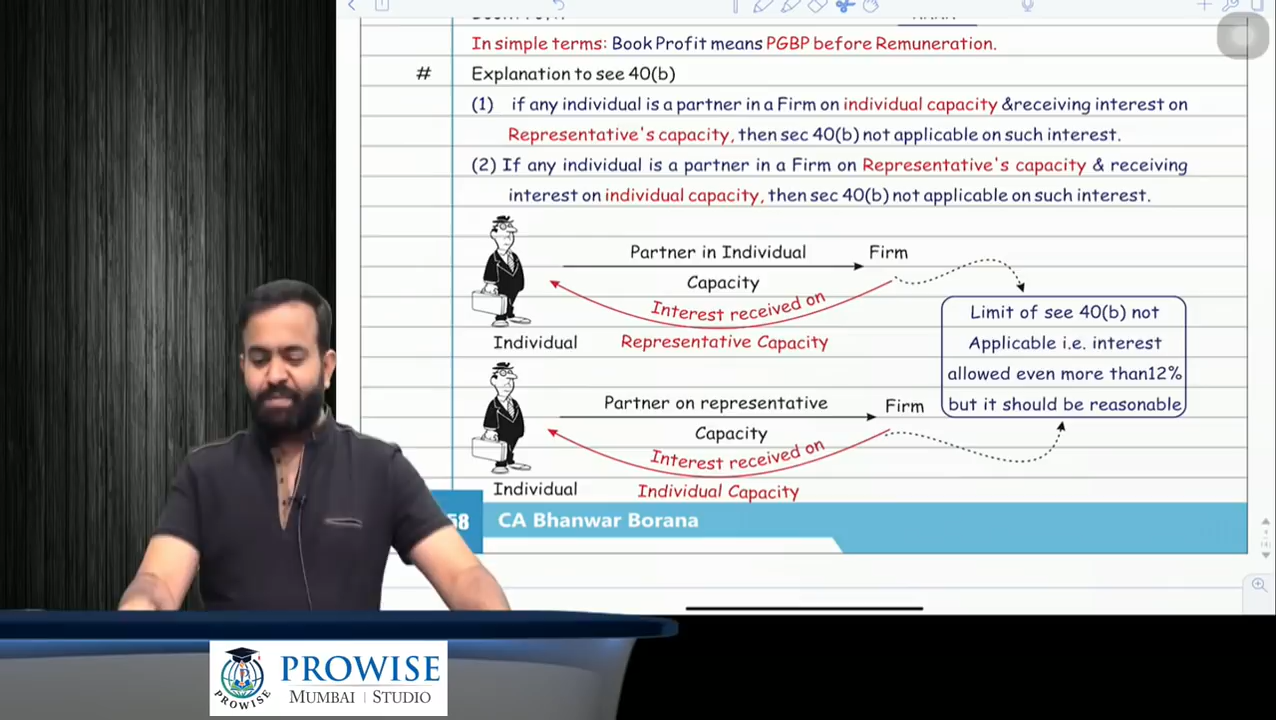 In simple terms: Book Profit means PGBP before Remuneration.
# Explanation to see 40(b)
(1) if any individual is a partner in a Firm on individual capacity &receiving interest on
Representative's capacity, then sec 40(b) not applicable on such interest.
(2) If any individual is a partner in a Firm on Representative's capacity & receiving
interest on individual capacity, then sec 40(b) not applicable on such interest.
Partner in Individual
Firm
Capacity
Interest received on
Individual
Representative Capacity
Limit of see 40(b) not
Applicable i.e. interest
allowed even more than12%
but it should be reasonable
Partner on representative
Firm
Capacity
Interest received on
Individual
Individual Capacity
58 CA Bhanwar Borana
PROWISE
PROWISE
MUMBAI | STUDIO